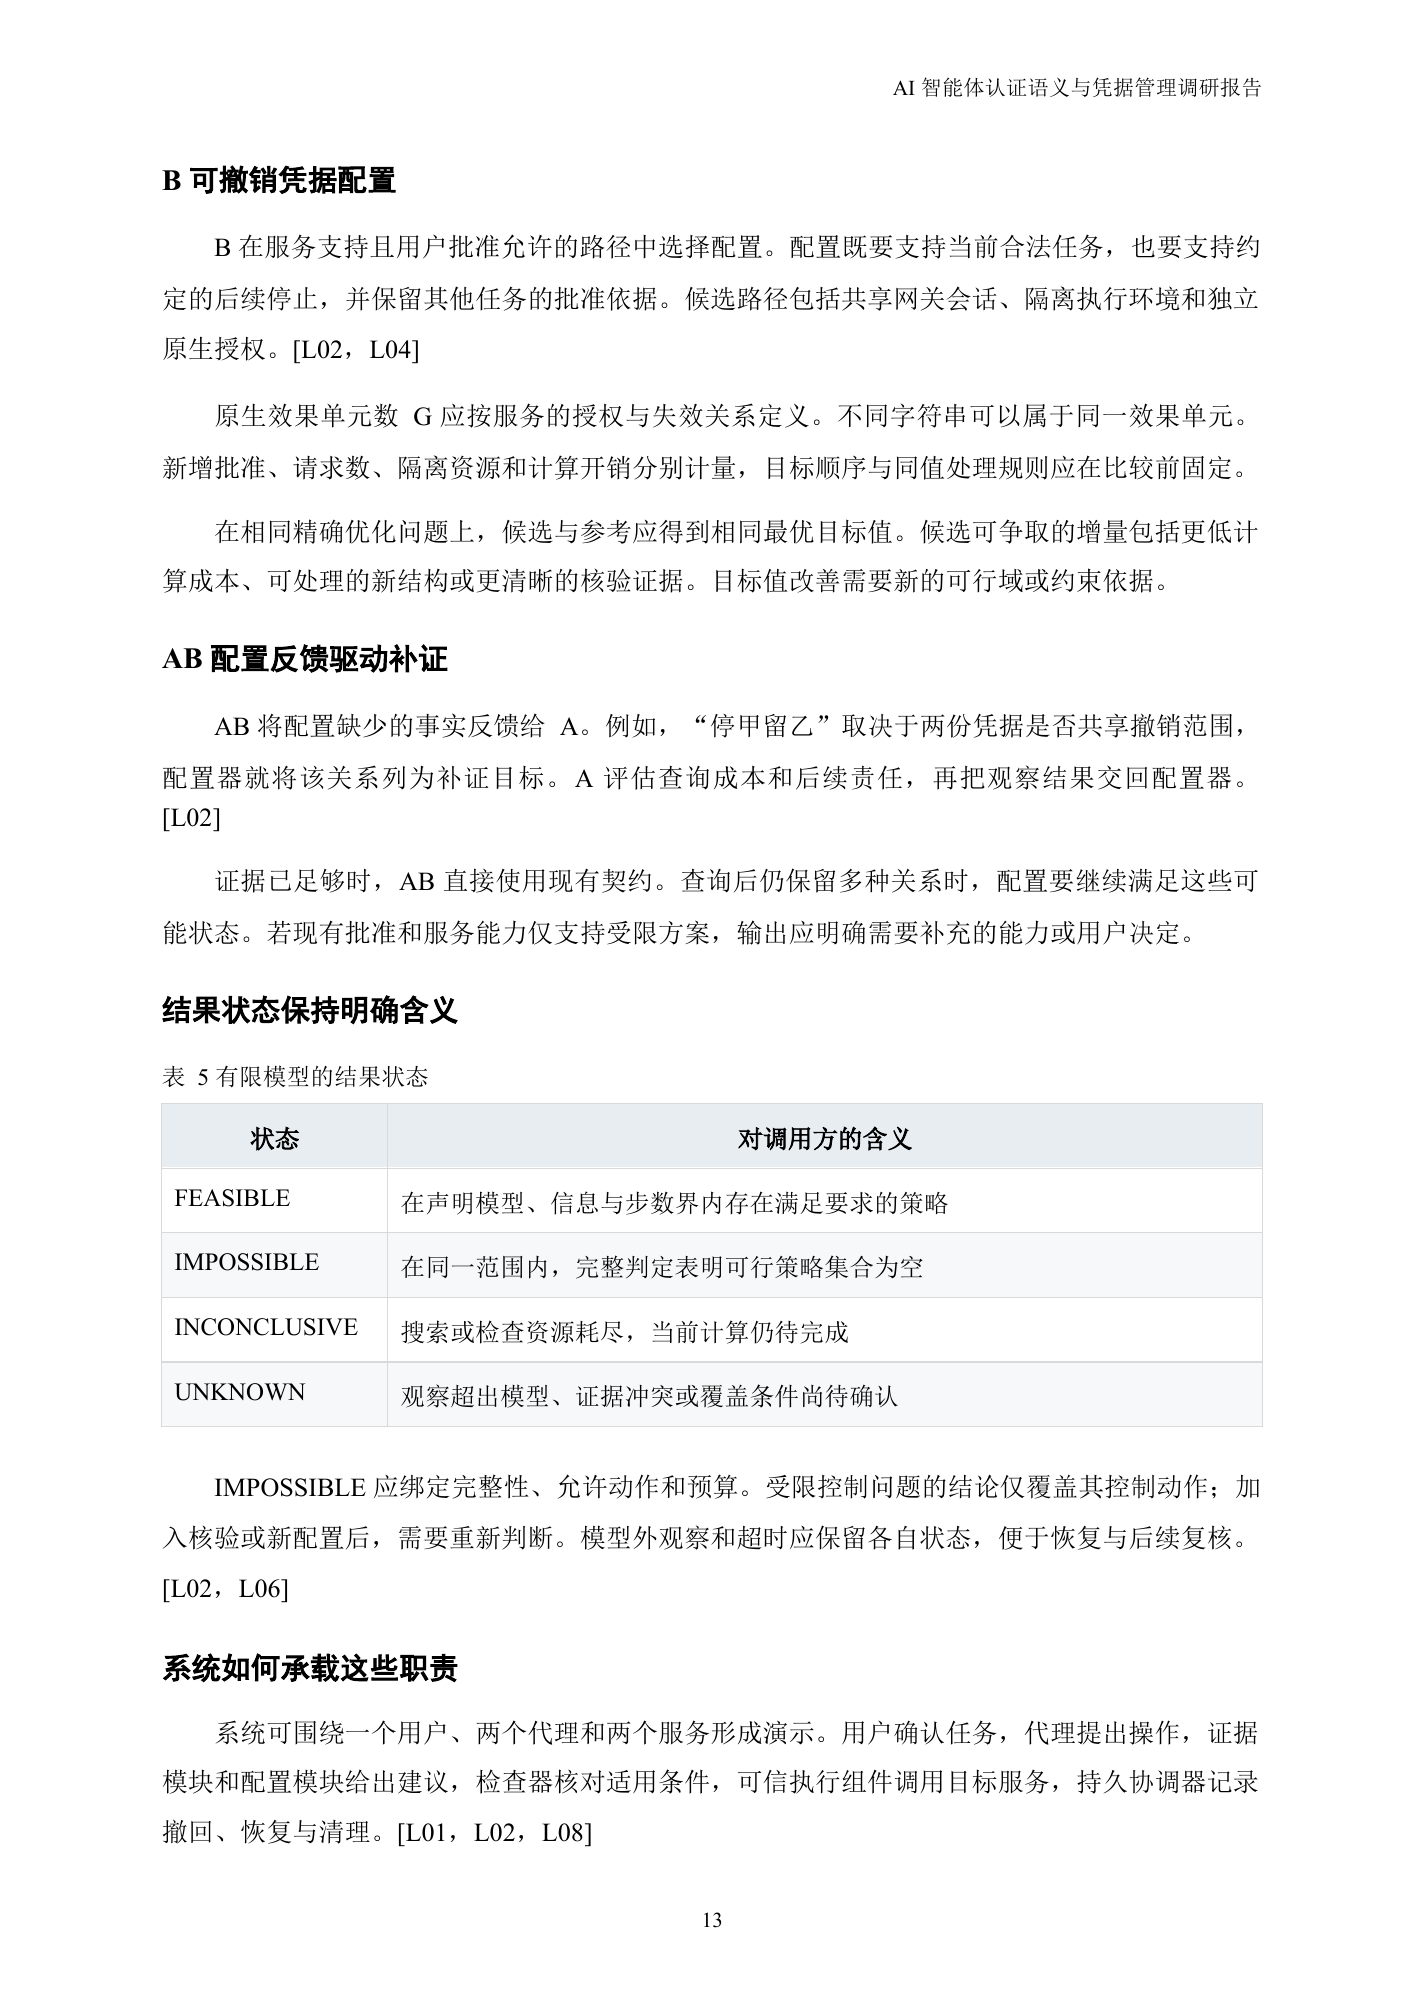 AI 智能体认证语义与凭据管理调研报告
B 可撤销凭据配置
B 在服务支持且用户批准允许的路径中选择配置。配置既要支持当前合法任务，也要支持约
定的后续停止，并保留其他任务的批准依据。候选路径包括共享网关会话、隔离执行环境和独立
原生授权。[L02，L04]
原生效果单元数 G 应按服务的授权与失效关系定义。不同字符串可以属于同一效果单元。
新增批准、请求数、隔离资源和计算开销分别计量，目标顺序与同值处理规则应在比较前固定。
在相同精确优化问题上，候选与参考应得到相同最优目标值。候选可争取的增量包括更低计
算成本、可处理的新结构或更清晰的核验证据。目标值改善需要新的可行域或约束依据。
AB 配置反馈驱动补证
AB 将配置缺少的事实反馈给 A。例如，“停甲留乙”取决于两份凭据是否共享撤销范围，
配置器就将该关系列为补证目标。A 评估查询成本和后续责任，再把观察结果交回配置器。
[L02]
证据已足够时，AB 直接使用现有契约。查询后仍保留多种关系时，配置要继续满足这些可
能状态。若现有批准和服务能力仅支持受限方案，输出应明确需要补充的能力或用户决定。
结果状态保持明确含义
表 5 有限模型的结果状态
状态 对调用方的含义
FEASIBLE 在声明模型、信息与步数界内存在满足要求的策略
IMPOSSIBLE 在同一范围内，完整判定表明可行策略集合为空
INCONCLUSIVE 搜索或检查资源耗尽，当前计算仍待完成
UNKNOWN 观察超出模型、证据冲突或覆盖条件尚待确认
IMPOSSIBLE 应绑定完整性、允许动作和预算。受限控制问题的结论仅覆盖其控制动作；加
入核验或新配置后，需要重新判断。模型外观察和超时应保留各自状态，便于恢复与后续复核。
[L02，L06]
系统如何承载这些职责
系统可围绕一个用户、两个代理和两个服务形成演示。用户确认任务，代理提出操作，证据
模块和配置模块给出建议，检查器核对适用条件，可信执行组件调用目标服务，持久协调器记录
撤回、恢复与清理。[L01，L02，L08]
13